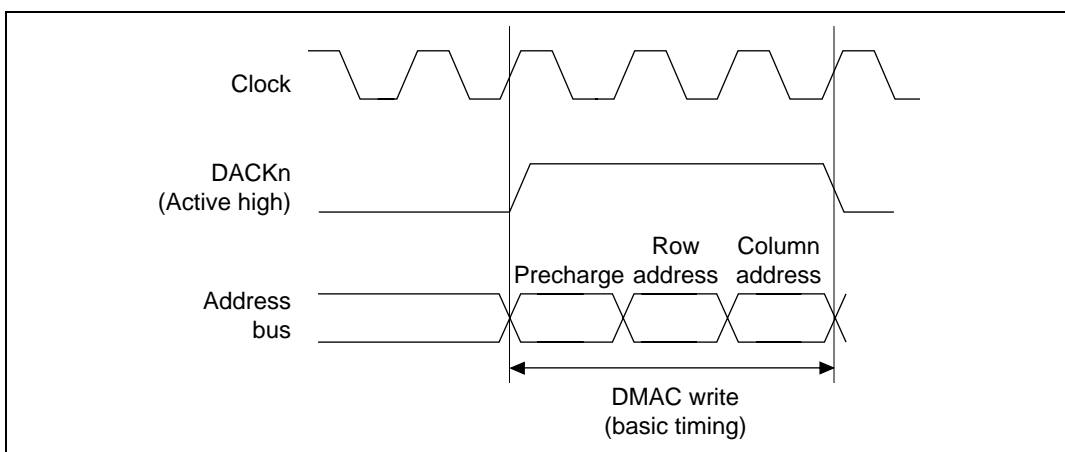 Clock
DACKn
(Active high)
Row
Column
Precharge
address
address
Address
bus
DMAC write
(basic timing)